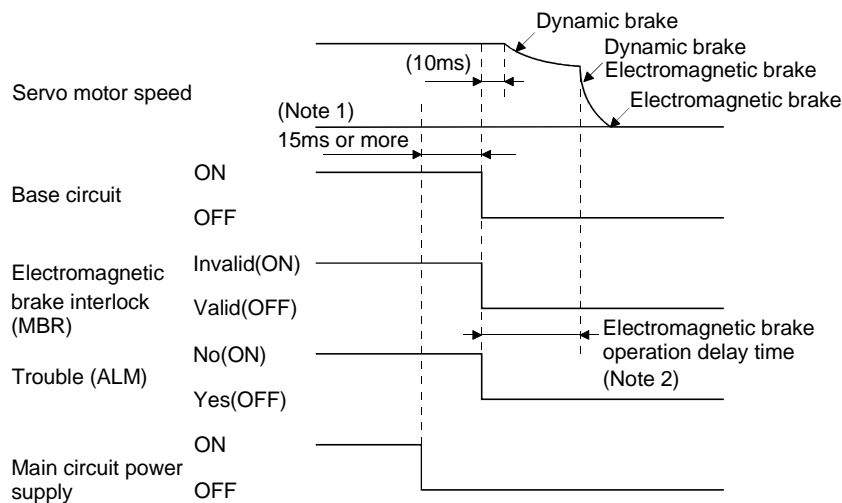 Dynamic brake
Dynamic brake
Electromagnetic brake
(10ms)
Servo motor speed
Electromagnetic brake
(Note 1)
15ms or more
ON
Base circuit
OFF
Invalid(ON)
Electromagnetic
brake interlock
(MBR)
Valid(OFF)
Electromagnetic brake
operation delay time
(Note 2)
No(ON)
Trouble (ALM)
Yes(OFF)
ON
Main circuit power
supply
OFF